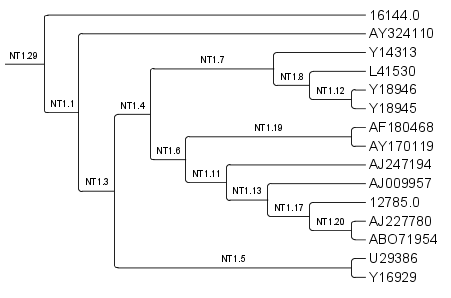 16144.0
AY324110
NT1.29
Y14313
NT1.7
L41530
NT1.8
Y18946
NT1.12
NT1.1
NT1.4
Y18945
AF180468
NT1.19
AY170119
NT1.6
AJ247194
NT1.11
NT1.3
AJ009957
NT1.13
12785.0
NT1.17
AJ227780
NT1.20
ABO71954
U29386
NT1.5
Y16929